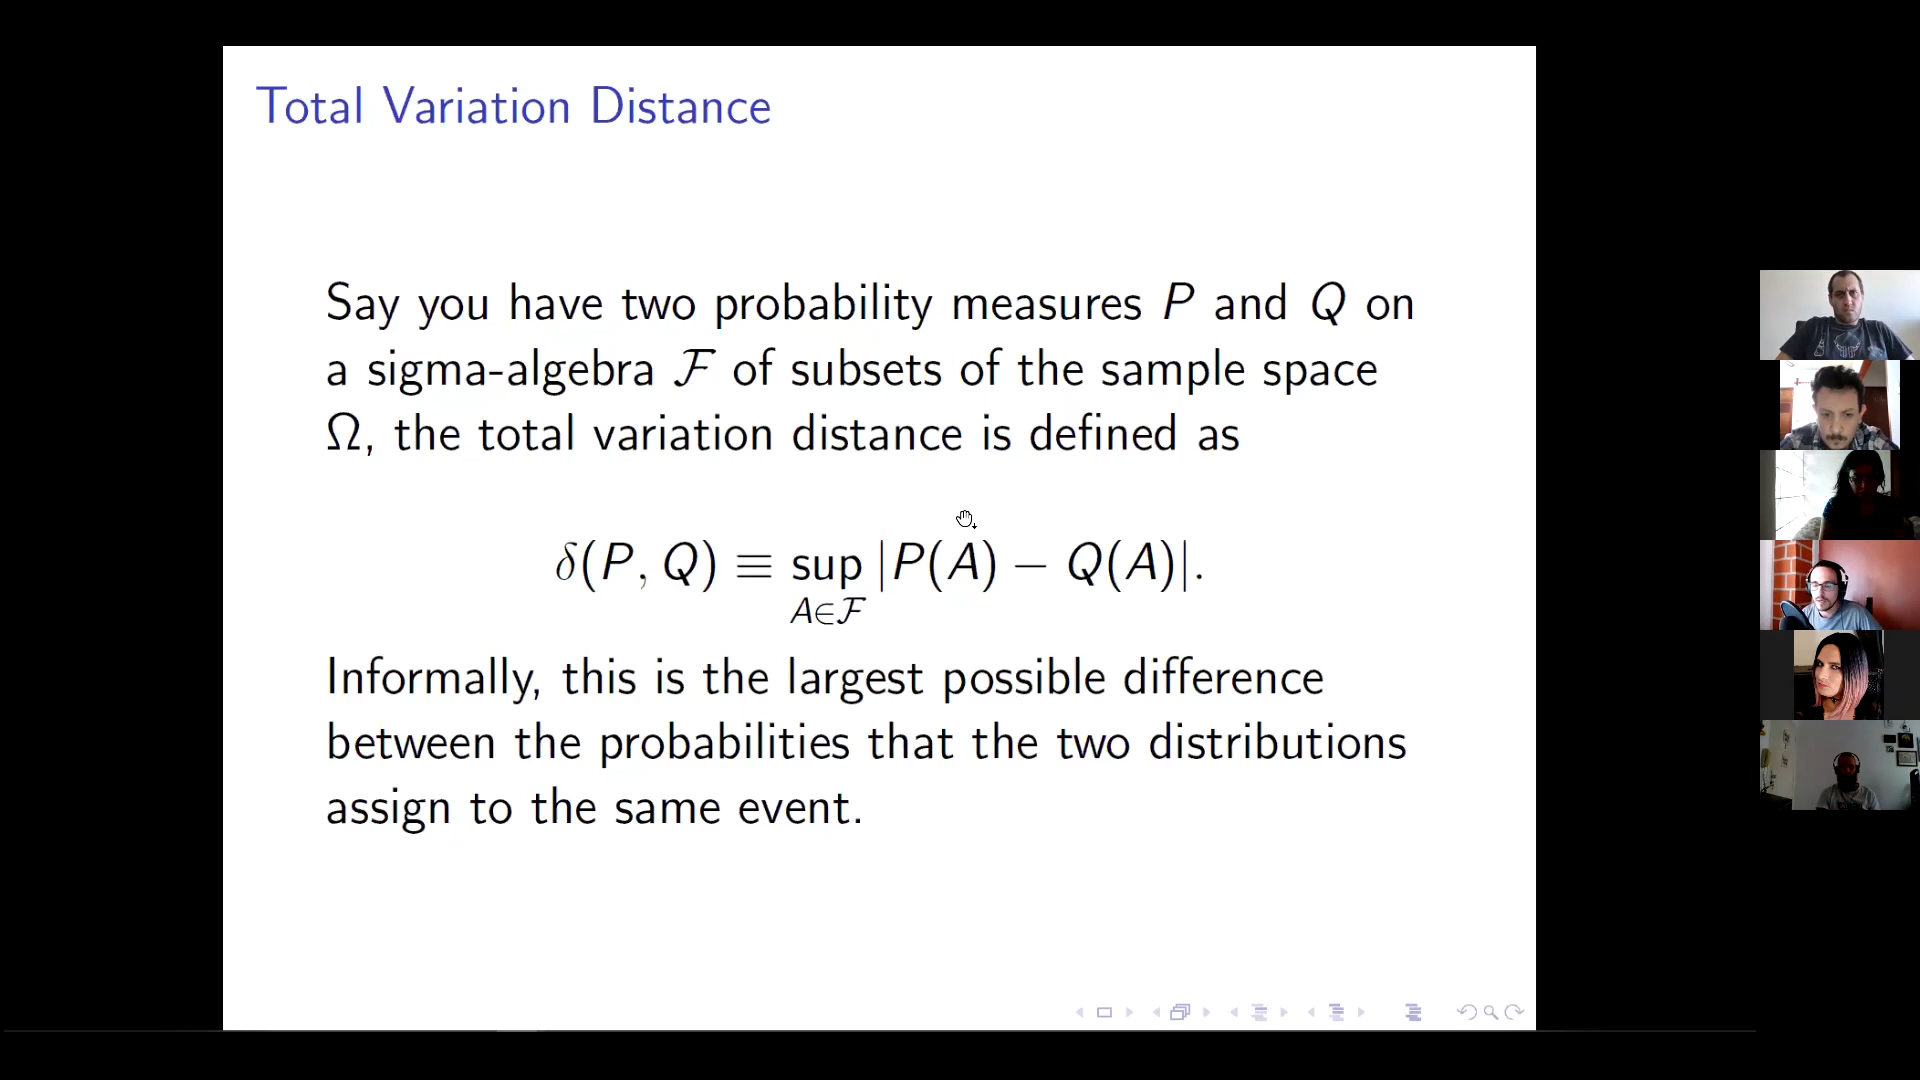 Total Variation Distance
Say you have two probability measures P and Q on
a sigma-algebra ℱ of subsets of the sample space
Ω, the total variation distance is defined as
δ(P, Q) ≡ sup |P(A) − Q(A)|.
A∈ℱ
Informally, this is the largest possible difference
between the probabilities that the two distributions
assign to the same event.